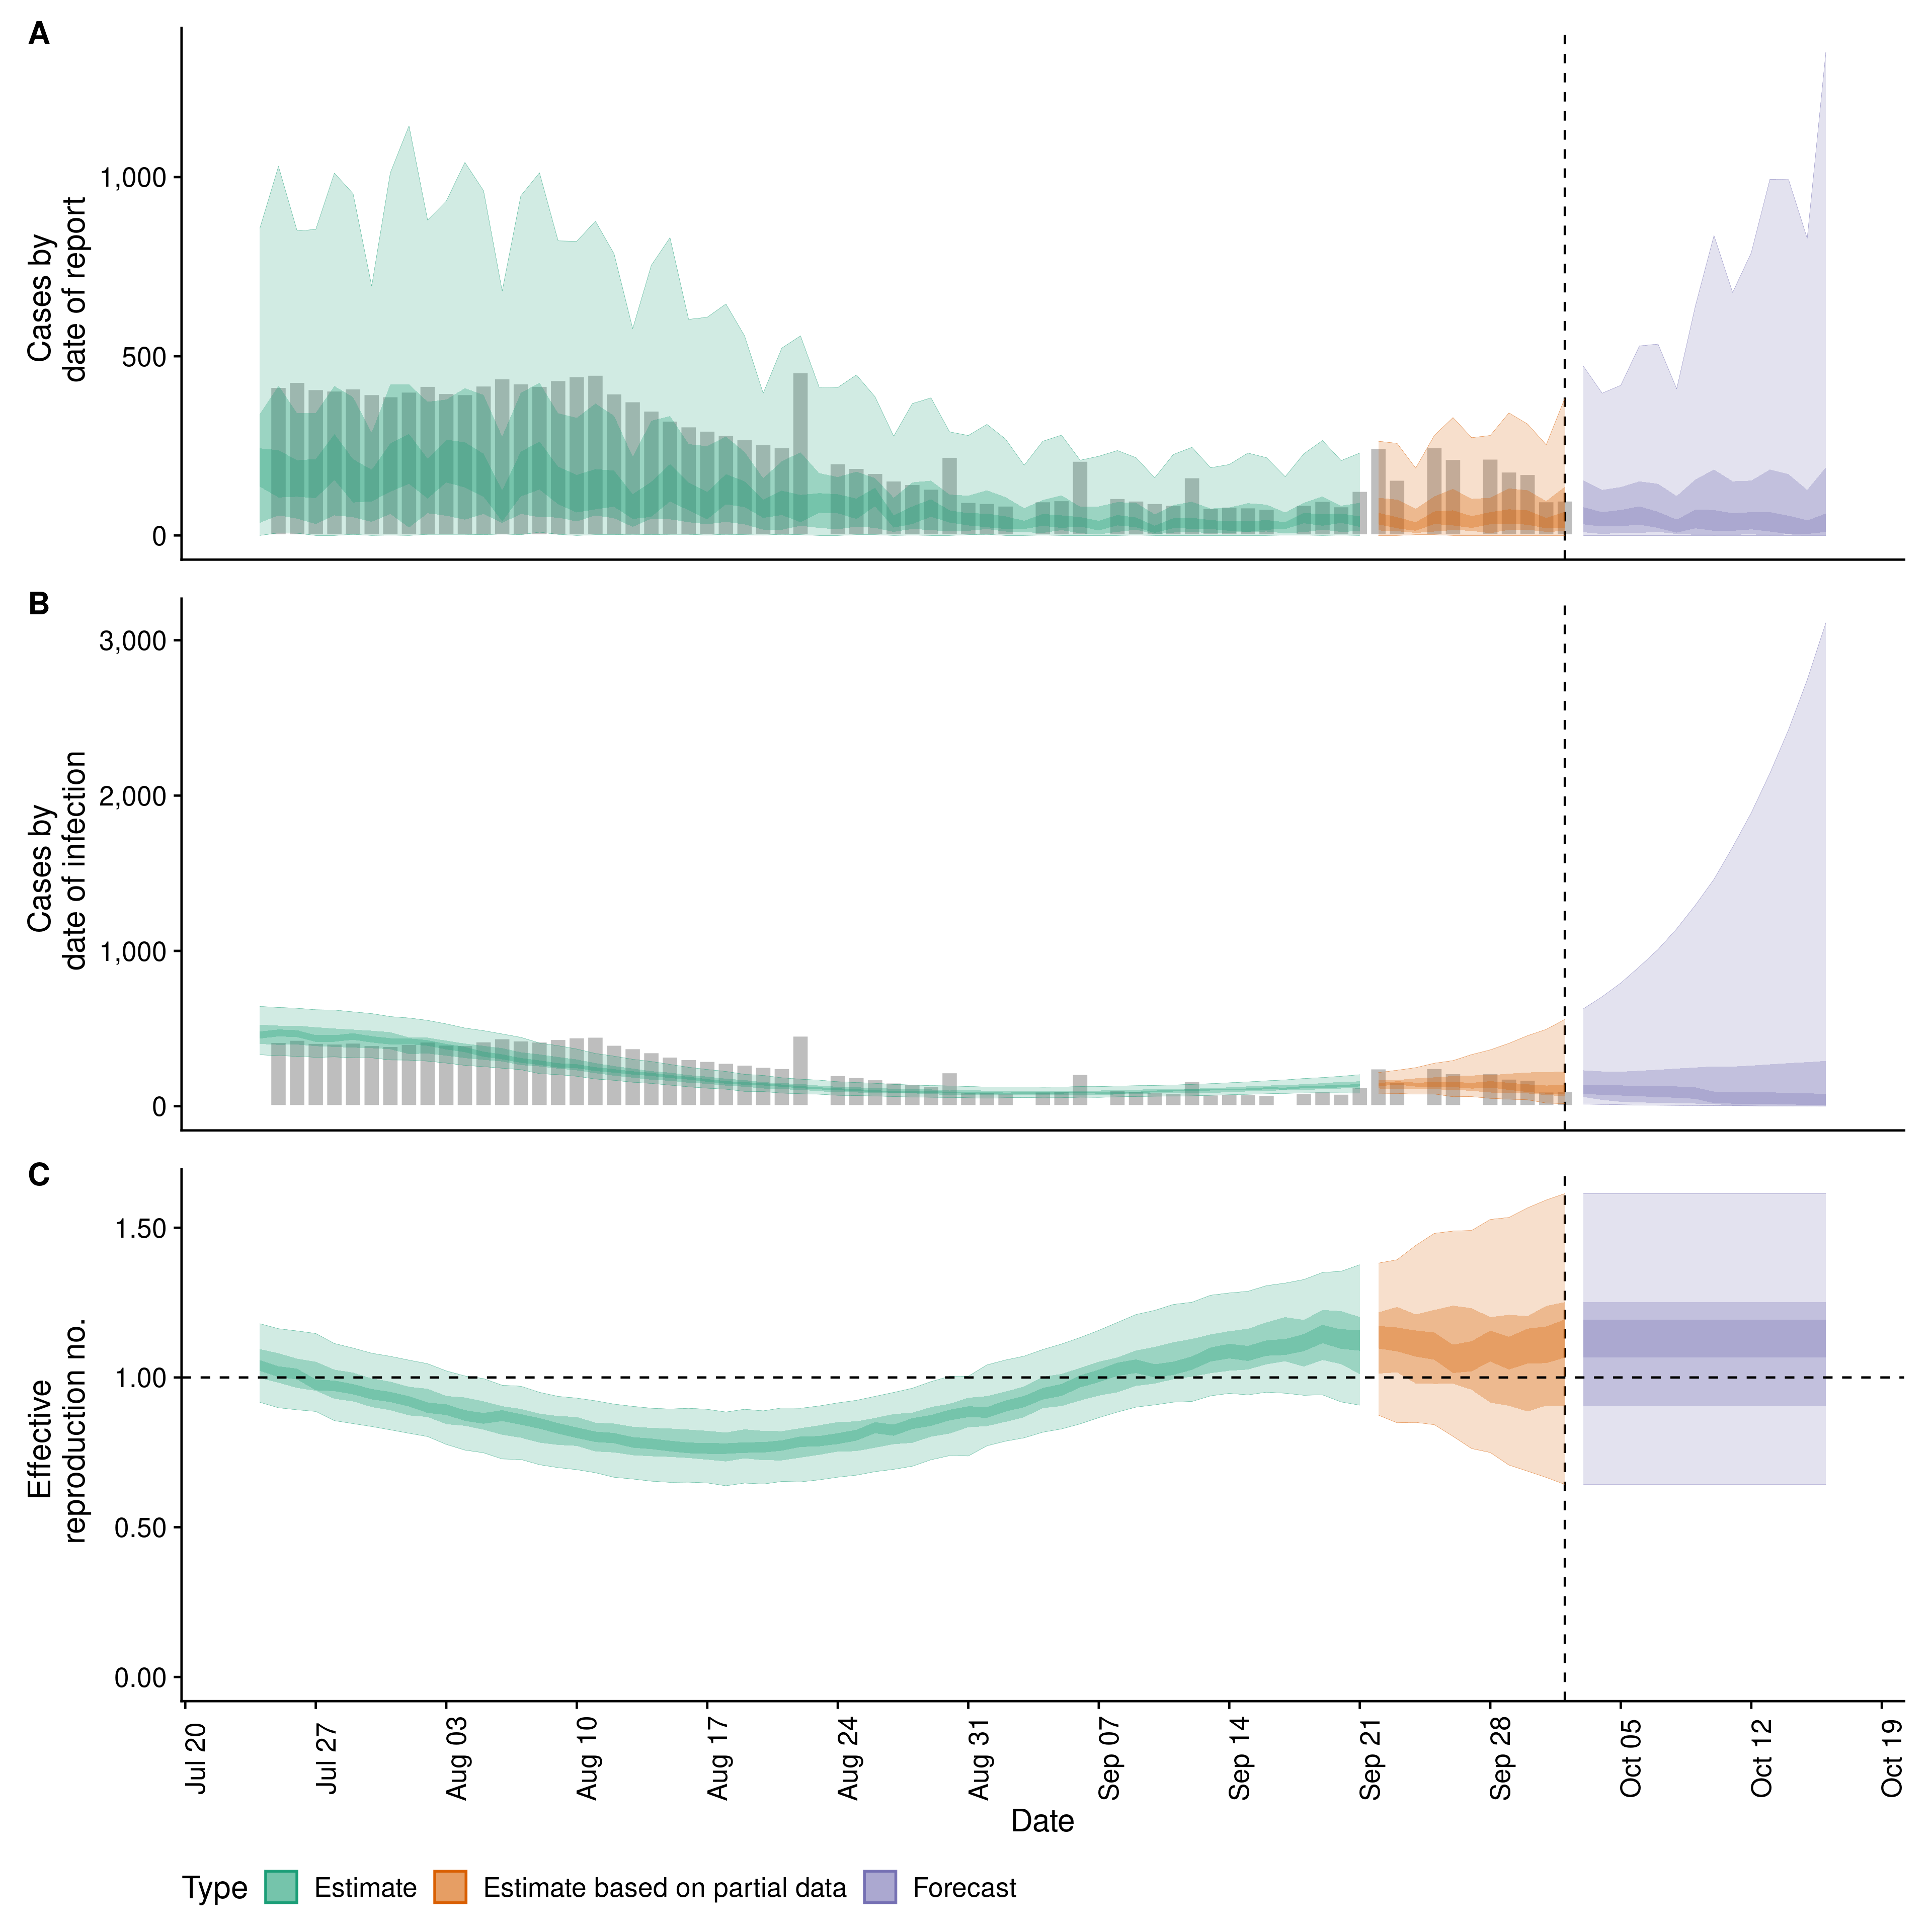 A
Cases by
date of report
1,000
500
0
B
Cases by
date of infection
3,000
2,000
1,000
0
C
Effective
reproduction no.
1.50
1.00
0.50
0.00
Jul 20
Jul 27
Aug 03
Aug 10
Aug 17
Aug 24
Aug 31
Sep 07
Sep 14
Sep 21
Sep 28
Oct 05
Oct 12
Oct 19
Date
Type Estimate Estimate based on partial data Forecast